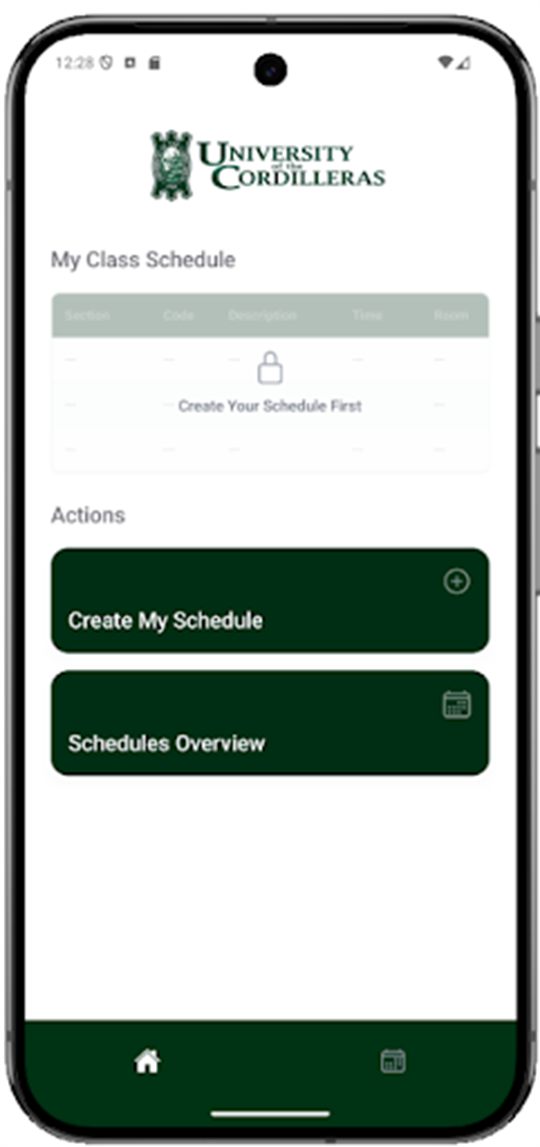 12:28
UNIVERSITY
of the
CORDILLERAS
My Class Schedule
Section Code Description Time Room
Create Your Schedule First
Actions
Create My Schedule
Schedules Overview